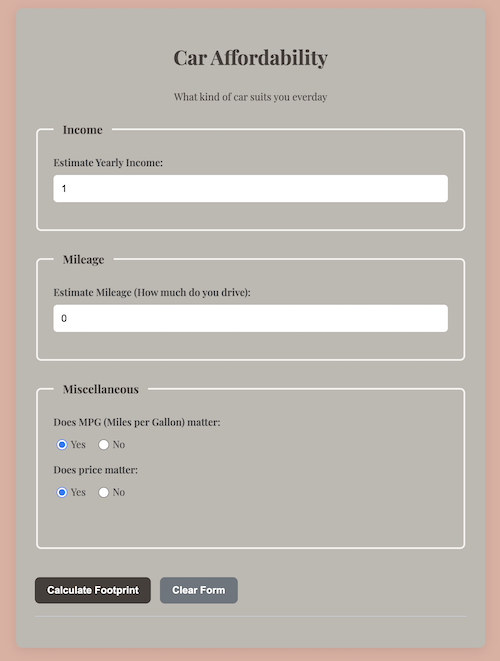 Car Affordability
What kind of car suits you everday
Income
Estimate Yearly Income:
1
Mileage
Estimate Mileage (How much do you drive):
0
Miscellaneous
Does MPG (Miles per Gallon) matter:
Yes No
Does price matter:
Yes No
Calculate Footprint Clear Form